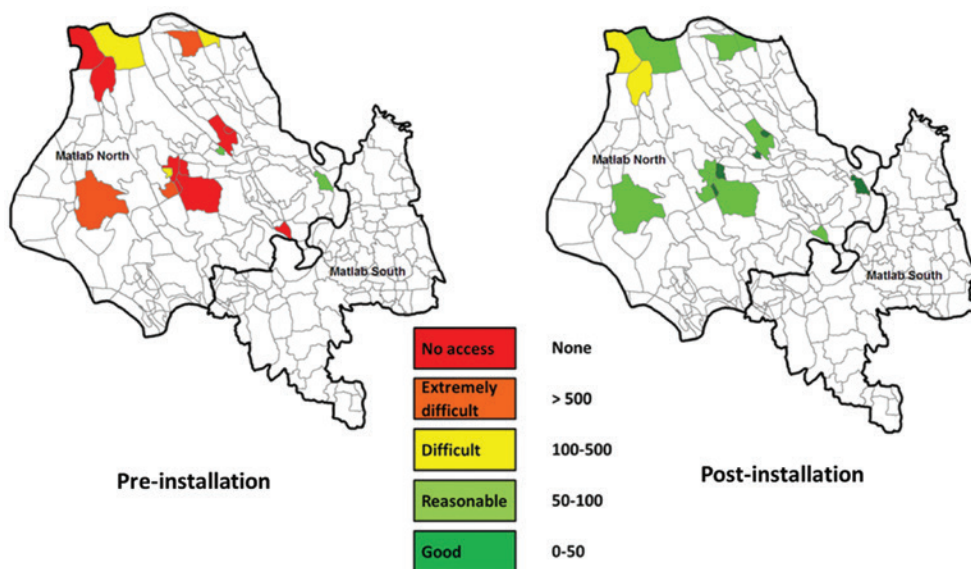 Matlab North
Matlab South
Matlab North
Matlab South
No access None
Extremely
difficult > 500
Difficult 100-500
Reasonable 50-100
Good 0-50
Pre-installation
Post-installation